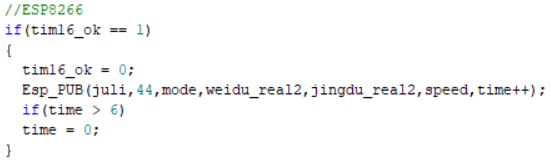 //ESP8266
if(tim16_ok == 1)
{
tim16_ok = 0;
Esp_PUB(juli,44,mode,weidu_real2,jingdu_real2,speed,time++);
if(time > 6)
time = 0;
}